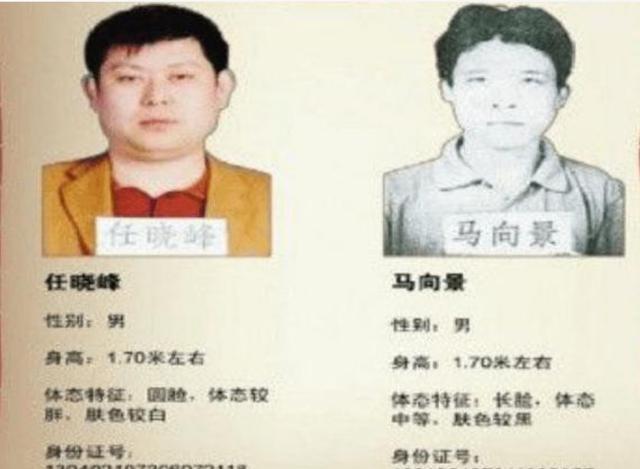 任晓峰
任晓峰
性别：男
身高：1.70米左右
体态特征：圆脸，体态较
胖，肤色较白
身份证号：
马向景
马向景
性别：男
身高：1.70米左右
体态特征：长脸，体态
中等，肤色较黑
身份证号：